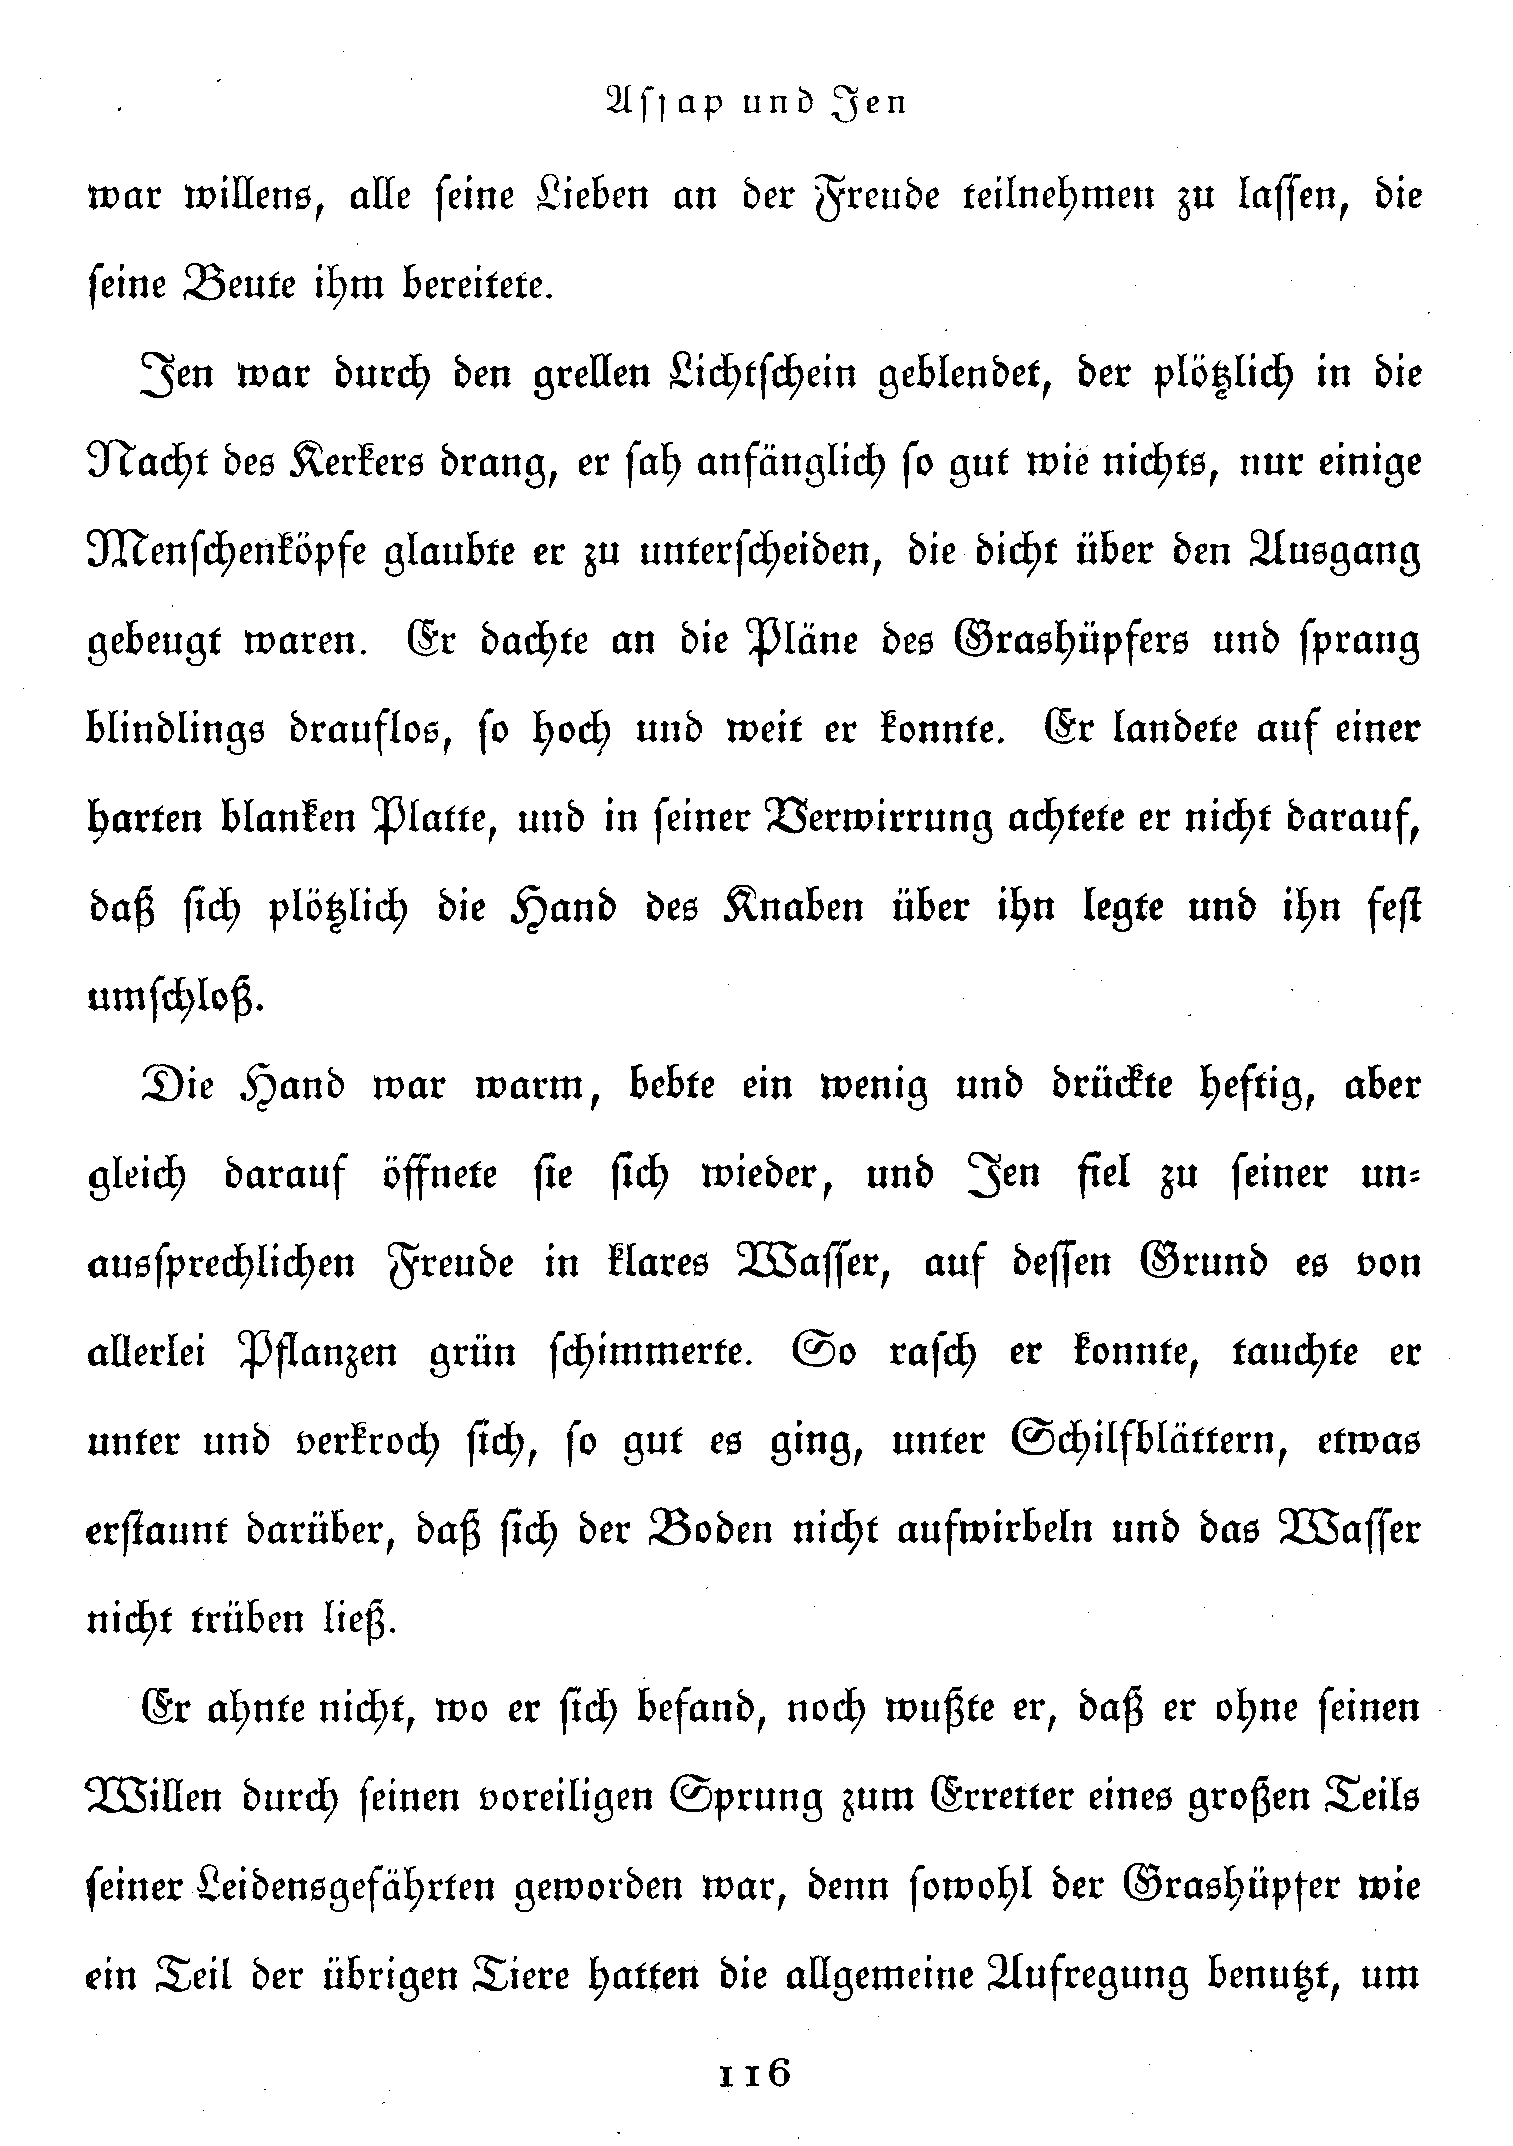 Assap und Jen
war willens, alle seine Lieben an der Freude teilnehmen zu lassen, die
seine Beute ihm bereitete.
Jen war durch den grellen Lichtschein geblendet, der plötzlich in die
Nacht des Kerkers drang, er sah anfänglich so gut wie nichts, nur einige
Menschenköpfe glaubte er zu unterscheiden, die dicht über den Ausgang
gebeugt waren. Er dachte an die Pläne des Grashüpfers und sprang
blindlings drauflos, so hoch und weit er konnte. Er landete auf einer
harten blanken Platte, und in seiner Verwirrung achtete er nicht darauf,
daß sich plötzlich die Hand des Knaben über ihn legte und ihn fest
umschloß.
Die Hand war warm, bebte ein wenig und drückte heftig, aber
gleich darauf öffnete sie sich wieder, und Jen fiel zu seiner un-
aussprechlichen Freude in klares Wasser, auf dessen Grund es von
allerlei Pflanzen grün schimmerte. So rasch er konnte, tauchte er
unter und verkroch sich, so gut es ging, unter Schilfblättern, etwas
erstaunt darüber, daß sich der Boden nicht aufwirbeln und das Wasser
nicht trüben ließ.
Er ahnte nicht, wo er sich befand, noch wußte er, daß er ohne seinen
Willen durch seinen voreiligen Sprung zum Erretter eines großen Teils
seiner Leidensgefährten geworden war, denn sowohl der Grashüpfer wie
ein Teil der übrigen Tiere hatten die allgemeine Aufregung benutzt, um
116